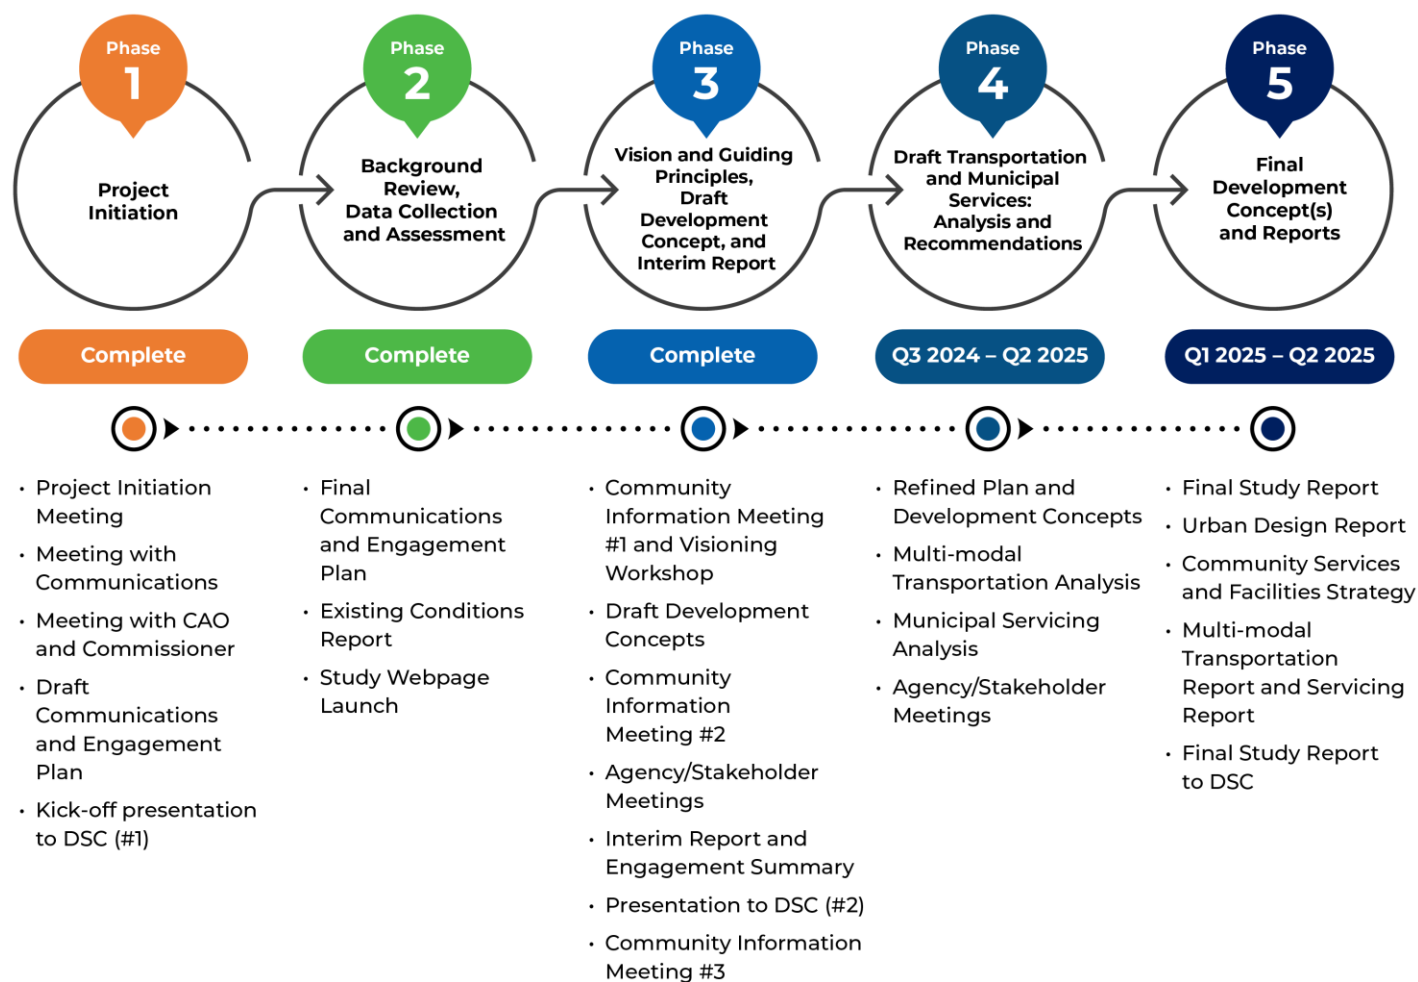 Phase
1
Project
Initiation
Complete
• Project Initiation
Meeting
• Meeting with
Communications
• Meeting with CAO
and Commissioner
• Draft
Communications
and Engagement
Plan
• Kick-off presentation
to DSC (#1)
Phase
2
Background
Review,
Data Collection
and Assessment
Complete
• Final
Communications
and Engagement
Plan
• Existing Conditions
Report
• Study Webpage
Launch
Phase
3
Vision and Guiding
Principles,
Draft
Development
Concept, and
Interim Report
Complete
• Community
Information Meeting
#1 and Visioning
Workshop
• Draft Development
Concepts
• Community
Information
Meeting #2
• Agency/Stakeholder
Meetings
• Interim Report and
Engagement Summary
• Presentation to DSC (#2)
• Community Information
Meeting #3
Phase
4
Draft Transportation
and Municipal
Services:
Analysis and
Recommendations
Q3 2024 – Q2 2025
• Refined Plan and
Development Concepts
• Multi-modal
Transportation Analysis
• Municipal Servicing
Analysis
• Agency/Stakeholder
Meetings
Phase
5
Final
Development
Concept(s)
and Reports
Q1 2025 – Q2 2025
• Final Study Report
• Urban Design Report
• Community Services
and Facilities Strategy
• Multi-modal
Transportation
Report and Servicing
Report
• Final Study Report
to DSC